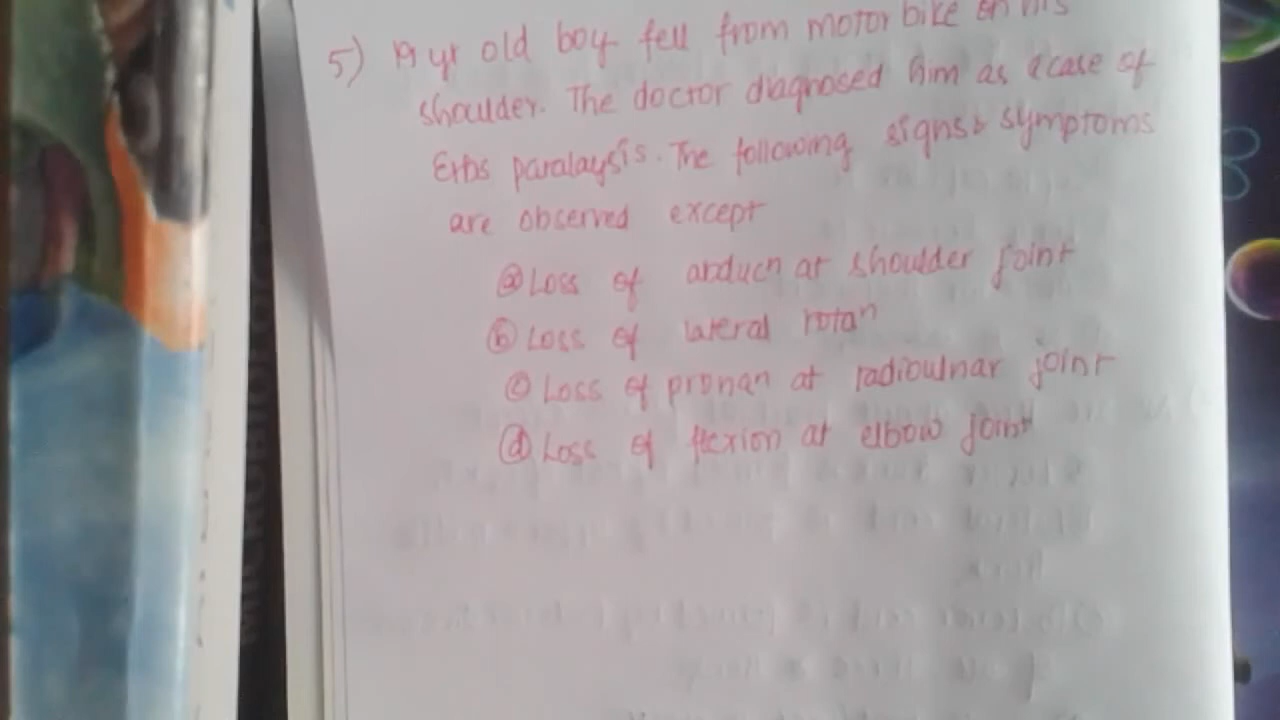 5) 19 yr old boy fell from motor bike on his
shoulder. The doctor diagnosed him as a case of
Erbs paralaysis. The following signs & symptoms
are observed except
ⓐ Loss of abducn at shoulder joint
ⓑ Loss of lateral rotan
ⓒ Loss of pronan at radioulnar joint
ⓓ Loss of flexion at elbow joint